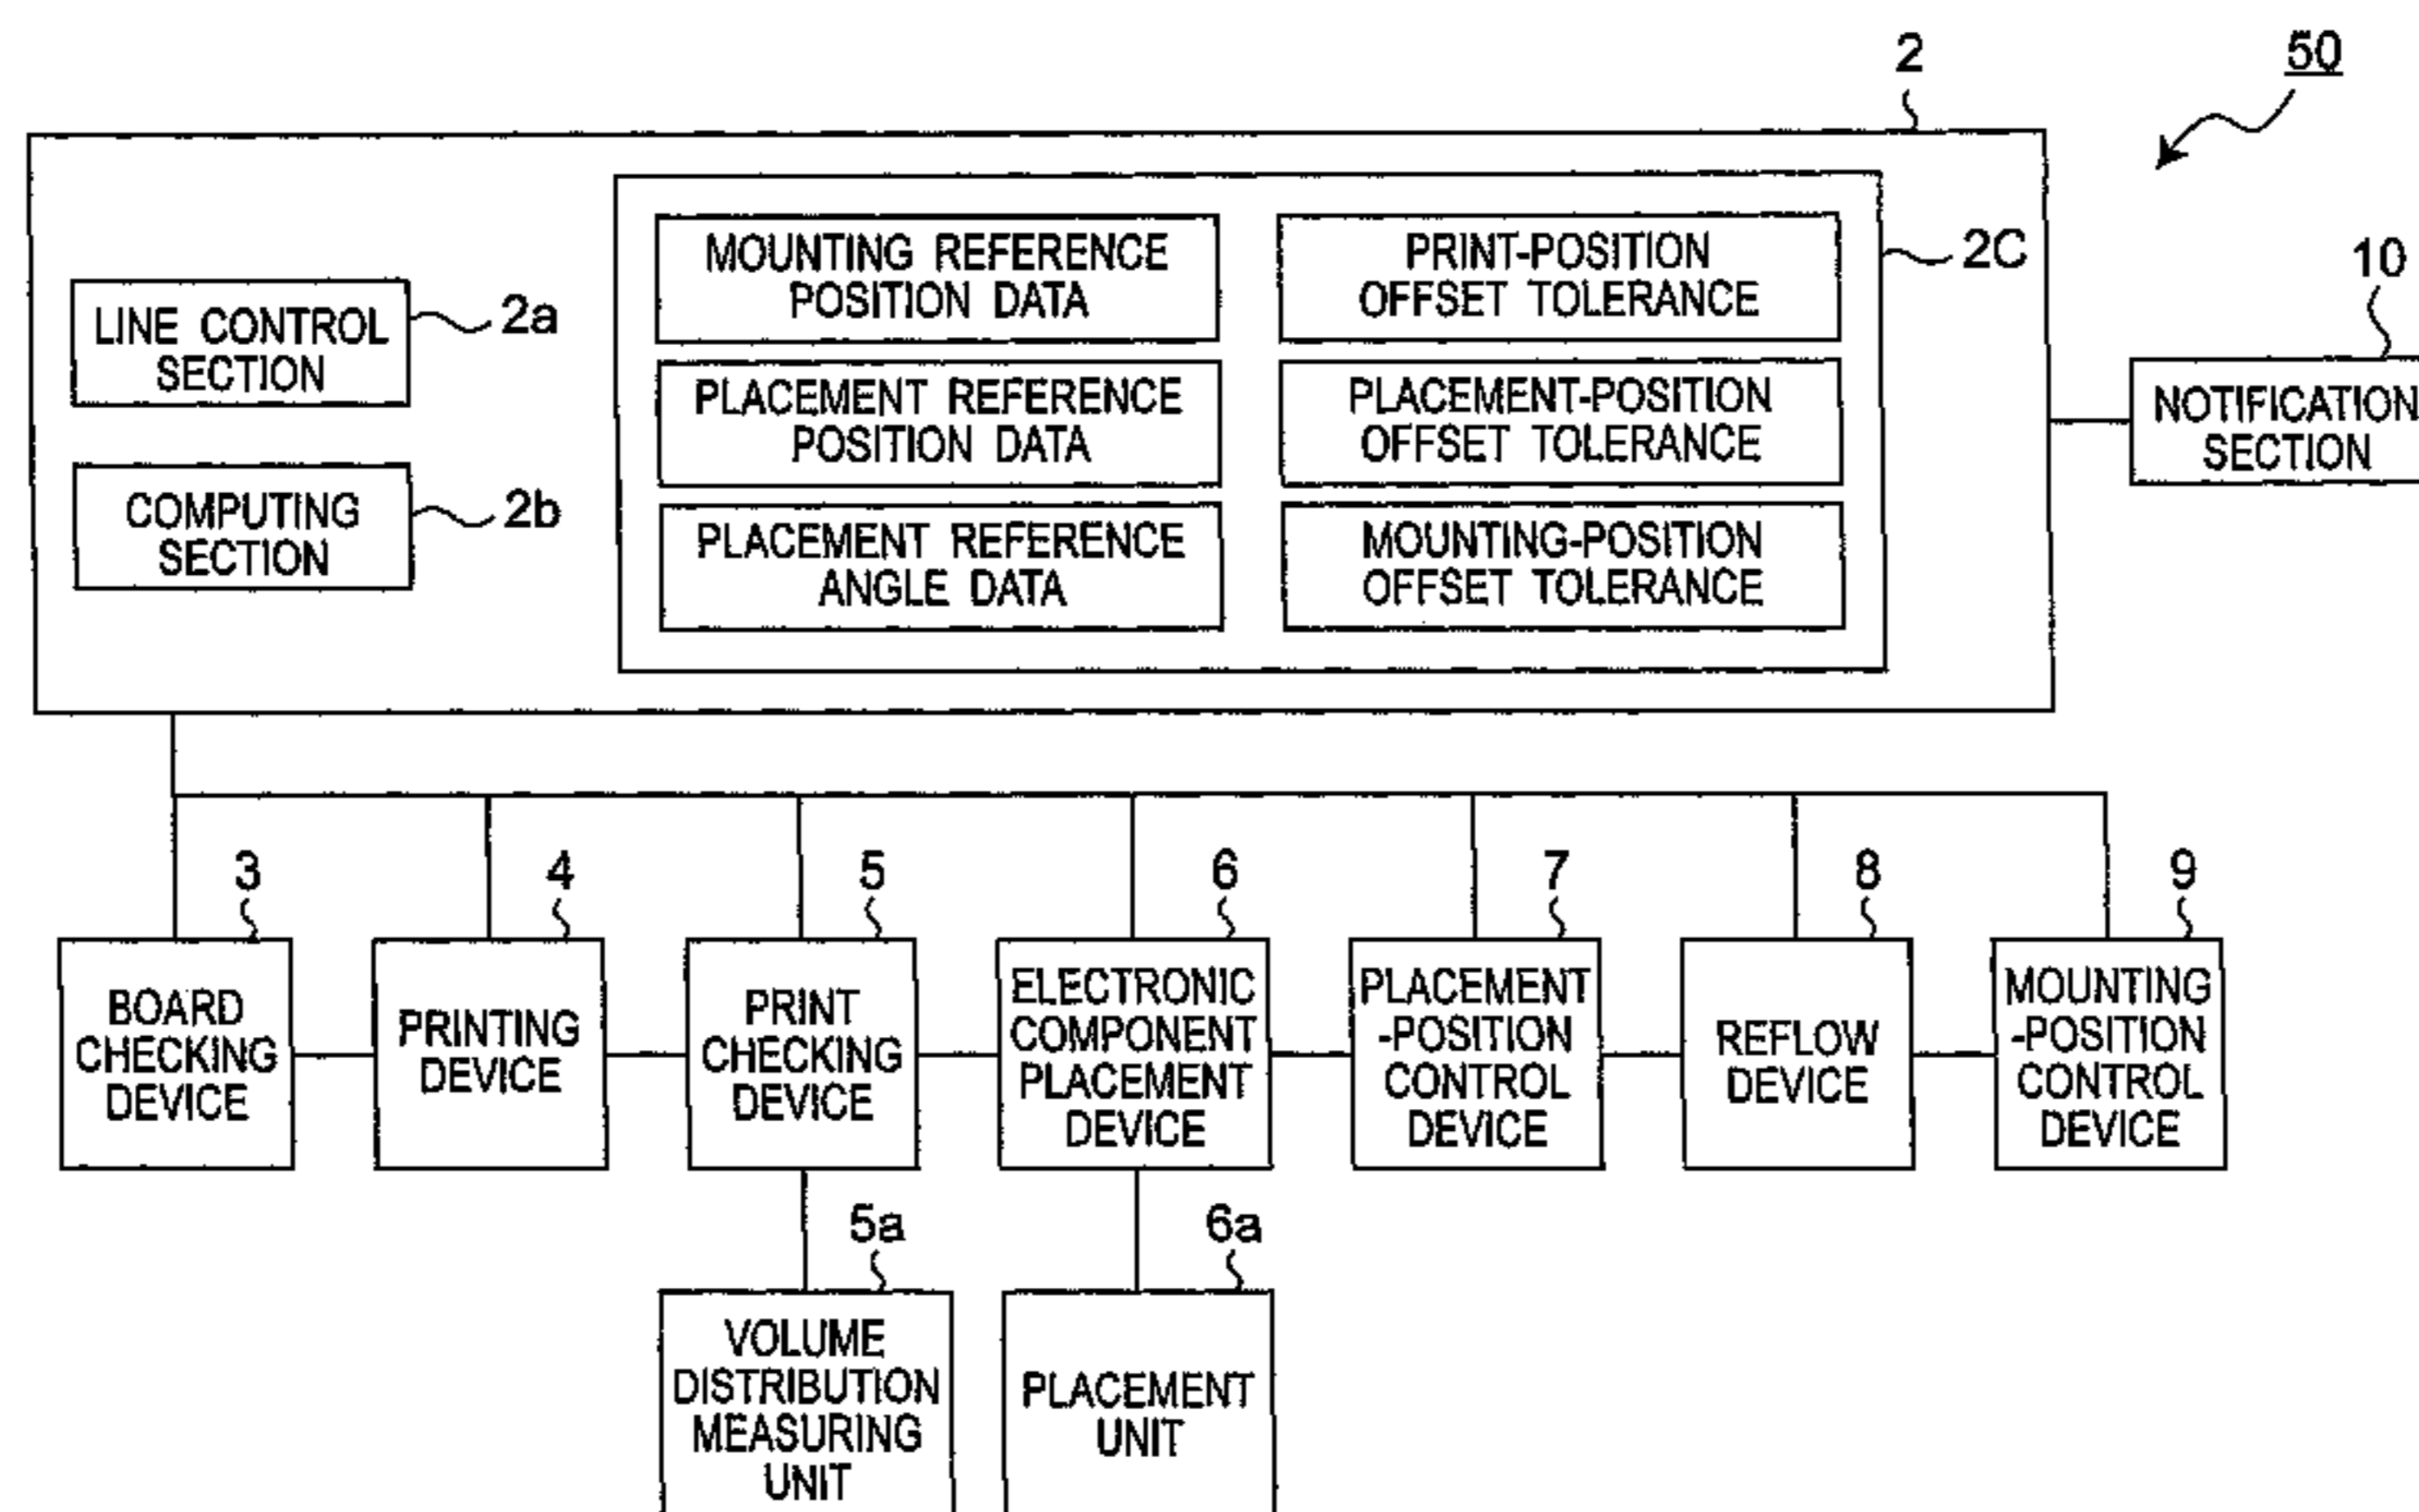 50
2
MOUNTING REFERENCE
POSITION DATA
PRINT-POSITION
OFFSET TOLERANCE
2C
10
LINE CONTROL
SECTION
2a
PLACEMENT REFERENCE
POSITION DATA
PLACEMENT-POSITION
OFFSET TOLERANCE
NOTIFICATION
SECTION
COMPUTING
SECTION
2b
PLACEMENT REFERENCE
ANGLE DATA
MOUNTING-POSITION
OFFSET TOLERANCE
3
4
5
6
7
8
9
BOARD
CHECKING
DEVICE
PRINTING
DEVICE
PRINT
CHECKING
DEVICE
ELECTRONIC
COMPONENT
PLACEMENT
DEVICE
PLACEMENT
-POSITION
CONTROL
DEVICE
REFLOW
DEVICE
MOUNTING
-POSITION
CONTROL
DEVICE
5a
6a
VOLUME
DISTRIBUTION
MEASURING
UNIT
PLACEMENT
UNIT